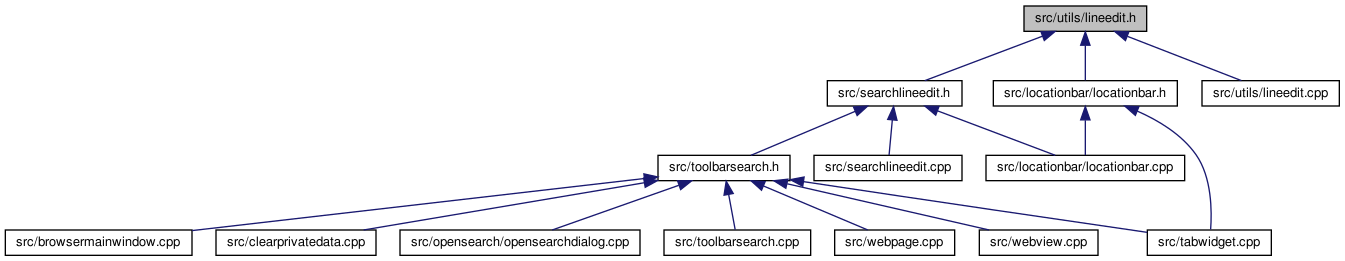 src/utils/lineedit.h
src/searchlineedit.h
src/locationbar/locationbar.h
src/utils/lineedit.cpp
src/toolbarsearch.h
src/searchlineedit.cpp
src/locationbar/locationbar.cpp
src/browsermainwindow.cpp
src/clearprivatedata.cpp
src/opensearch/opensearchdialog.cpp
src/toolbarsearch.cpp
src/webpage.cpp
src/webview.cpp
src/tabwidget.cpp